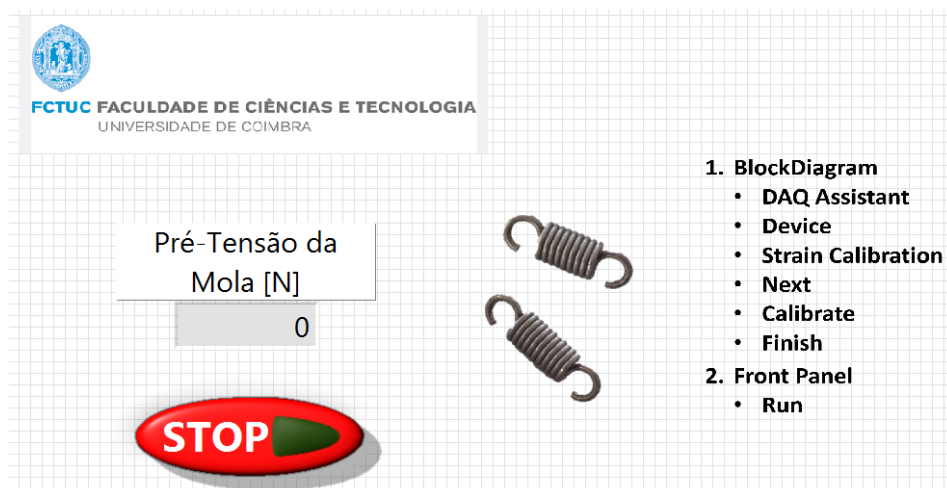 FCTUC FACULDADE DE CIÊNCIAS E TECNOLOGIA
UNIVERSIDADE DE COIMBRA
Pré-Tensão da
Mola [N]
0
STOP
1. BlockDiagram
• DAQ Assistant
• Device
• Strain Calibration
• Next
• Calibrate
• Finish
2. Front Panel
• Run